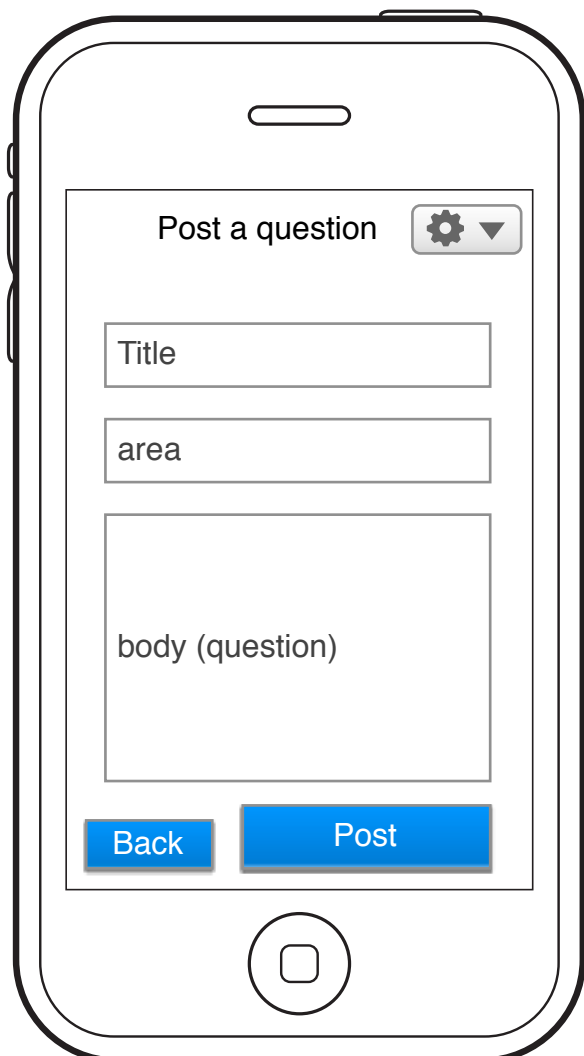 Post a question
Title
area
body (question)
Back
Post